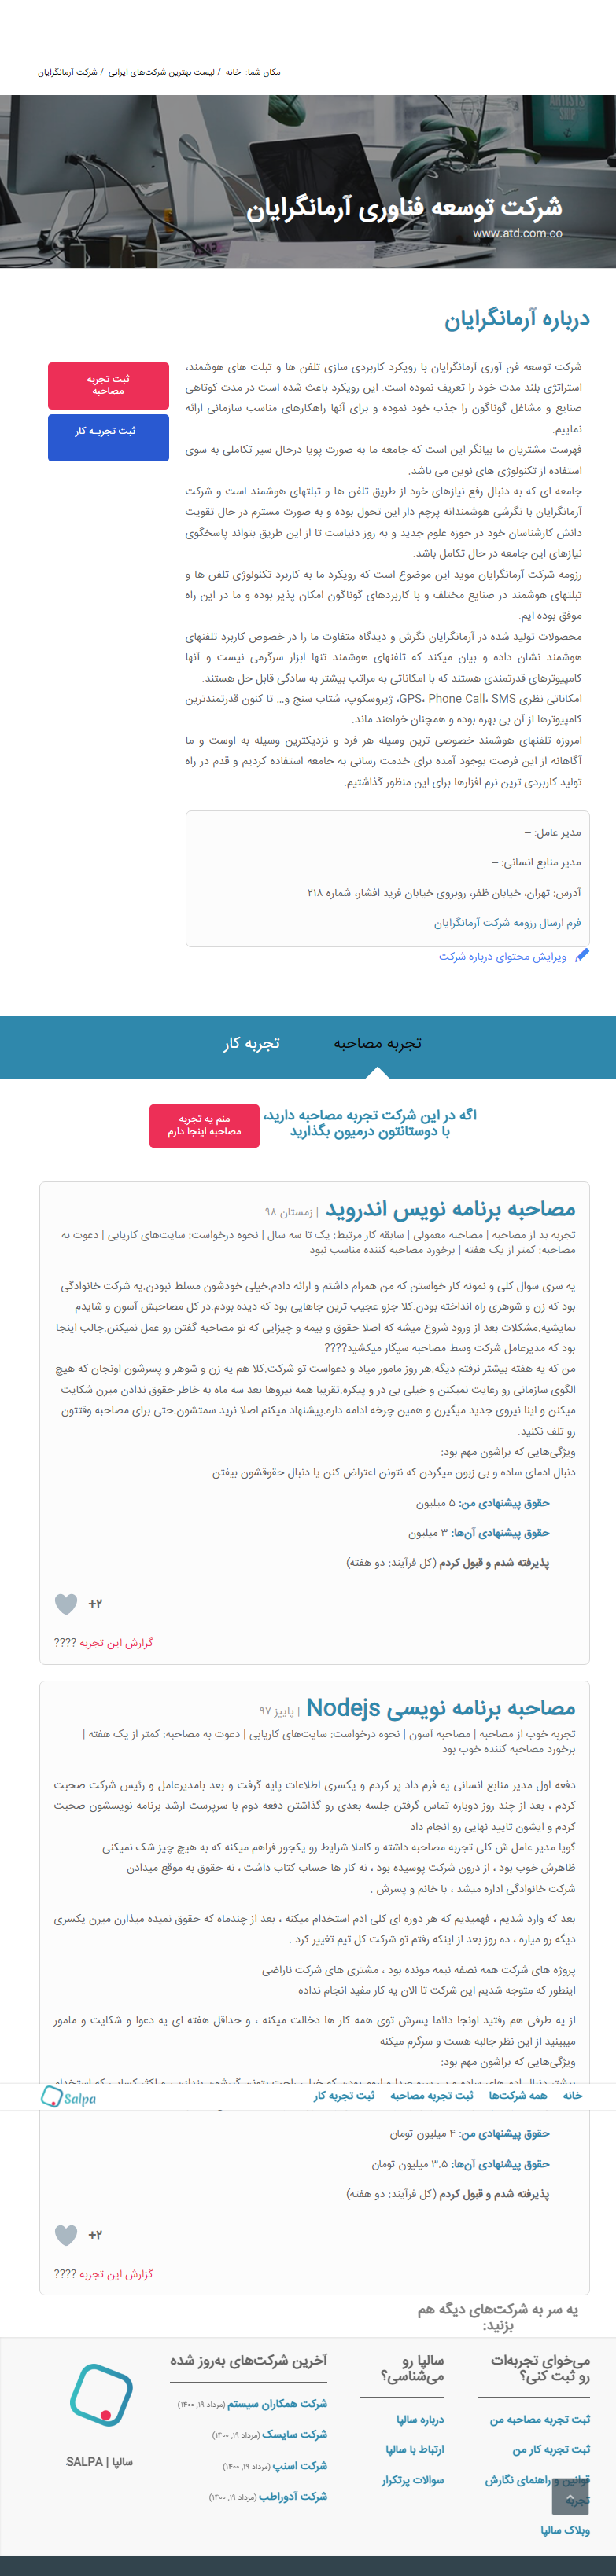 مکان شما: خانه / لیست بهترین شرکت‌های ایرانی / شرکت آرمانگرایان
شرکت توسعه فناوری آرمانگرایان
www.atd.com.co
درباره آرمانگرایان
شرکت توسعه فن آوری آرمانگرایان با رویکرد کاربردی سازی تلفن ها و تبلت های هوشمند،
استراتژی بلند مدت خود را تعریف نموده است. این رویکرد باعث شده است در مدت کوتاهی
صنایع و مشاغل گوناگون را جذب خود نموده و برای آنها راهکارهای مناسب سازمانی ارائه
نماییم.
فهرست مشتریان ما بیانگر این است که جامعه ما به صورت پویا درحال سیر تکاملی به سوی
استفاده از تکنولوژی های نوین می باشد.
جامعه ای که به دنبال رفع نیازهای خود از طریق تلفن ها و تبلتهای هوشمند است و شرکت
آرمانگرایان با نگرشی هوشمندانه پرچم دار این تحول بوده و به صورت مسترم در حال تقویت
دانش کارشناسان خود در حوزه علوم جدید و به روز دنیاست تا از این طریق بتواند پاسخگوی
نیازهای این جامعه در حال تکامل باشد.
رزومه شرکت آرمانگرایان موید این موضوع است که رویکرد ما به کاربرد تکنولوژی تلفن ها و
تبلتهای هوشمند در صنایع مختلف و با کاربردهای گوناگون امکان پذیر بوده و ما در این راه
موفق بوده ایم.
محصولات تولید شده در آرمانگرایان نگرش و دیدگاه متفاوت ما را در خصوص کاربرد تلفنهای
هوشمند نشان داده و بیان میکند که تلفنهای هوشمند تنها ابزار سرگرمی نیست و آنها
کامپیوترهای قدرتمندی هستند که با امکاناتی به مراتب بیشتر به سادگی قابل حل هستند.
امکاناتی نظری GPS، Phone Call، SMS، ژیروسکوپ، شتاب سنج و… تا کنون قدرتمندترین
کامپیوترها از آن بی بهره بوده و همچنان خواهند ماند.
امروزه تلفنهای هوشمند خصوصی ترین وسیله هر فرد و نزدیکترین وسیله به اوست و ما
آگاهانه از این فرصت بوجود آمده برای خدمت رسانی به جامعه استفاده کردیم و قدم در راه
تولید کاربردی ترین نرم افزارها برای این منظور گذاشتیم.
ثبت تجربه
مصاحبه
ثبت تجربـه کار
مدیر عامل: –
مدیر منابع انسانی: –
آدرس: تهران، خیابان ظفر، روبروی خیابان فرید افشار، شماره ۲۱۸
فرم ارسال رزومه شرکت آرمانگرایان
ویرایش محتوای درباره شرکت
تجربه مصاحبه
تجربه کار
اگه در این شرکت تجربه مصاحبه دارید،
با دوستانتون درمیون بگذارید
منم یه تجربه
مصاحبه اینجا دارم
مصاحبه برنامه نویس اندروید | زمستان ۹۸
تجربه بد از مصاحبه | مصاحبه معمولی | سابقه کار مرتبط: یک تا سه سال | نحوه درخواست: سایت‌های کاریابی | دعوت به
مصاحبه: کمتر از یک هفته | برخورد مصاحبه کننده مناسب نبود
یه سری سوال کلی و نمونه کار خواستن که من همرام داشتم و ارائه دادم.خیلی خودشون مسلط نبودن.یه شرکت خانوادگی
بود که زن و شوهری راه انداخته بودن.کلا جزو عجیب ترین جاهایی بود که دیده بودم.در کل مصاحبش آسون و شایدم
نمایشیه.مشکلات بعد از ورود شروع میشه که اصلا حقوق و بیمه و چیزایی که تو مصاحبه گفتن رو عمل نمیکنن.جالب اینجا
بود که مدیرعامل شرکت وسط مصاحبه سیگار میکشید????
من که یه هفته بیشتر نرفتم دیگه.هر روز مامور میاد و دعواست تو شرکت.کلا هم یه زن و شوهر و پسرشون اونجان که هیچ
الگوی سازمانی رو رعایت نمیکنن و خیلی بی در و پیکره.تقریبا همه نیروها بعد سه ماه به خاطر حقوق ندادن میرن شکایت
میکنن و اینا نیروی جدید میگیرن و همین چرخه ادامه داره.پیشنهاد میکنم اصلا نرید سمتشون.حتی برای مصاحبه وقتتون
رو تلف نکنید.
ویژگی‌هایی که براشون مهم بود:
دنبال ادمای ساده و بی زبون میگردن که نتونن اعتراض کنن یا دنبال حقوقشون بیفتن
حقوق پیشنهادی من: ۵ میلیون
حقوق پیشنهادی آن‌ها: ۳ میلیون
پذیرفته شدم و قبول کردم (کل فرآیند: دو هفته)
+۲
گزارش این تجربه ????
مصاحبه برنامه نویسی Nodejs | پاییز ۹۷
تجربه خوب از مصاحبه | مصاحبه آسون | نحوه درخواست: سایت‌های کاریابی | دعوت به مصاحبه: کمتر از یک هفته |
برخورد مصاحبه کننده خوب بود
دفعه اول مدیر منابع انسانی یه فرم داد پر کردم و یکسری اطلاعات پایه گرفت و بعد بامدیرعامل و رئیس شرکت صحبت
کردم ، بعد از چند روز دوباره تماس گرفتن جلسه بعدی رو گذاشتن دفعه دوم با سرپرست ارشد برنامه نویسشون صحبت
کردم و ایشون تایید نهایی رو انجام داد
گویا مدیر عامل ش کلی تجربه مصاحبه داشته و کاملا شرایط رو یکجور فراهم میکنه که به هیچ چیز شک نمیکنی
ظاهرش خوب بود ، از درون شرکت پوسیده بود ، نه کار ها حساب کتاب داشت ، نه حقوق به موقع میدادن
شرکت خانوادگی اداره میشد ، با خانم و پسرش .
بعد که وارد شدیم ، فهمیدیم که هر دوره ای کلی ادم استخدام میکنه ، بعد از چندماه که حقوق نمیده میذارن میرن یکسری
دیگه رو میاره ، ده روز بعد از اینکه رفتم تو شرکت کل تیم تغییر کرد .
پروژه های شرکت همه نصفه نیمه مونده بود ، مشتری های شرکت ناراضی
اینطور که متوجه شدیم این شرکت تا الان یه کار مفید انجام نداده
از یه طرفی هم رفتید اونجا دائما پسرش توی همه کار ها دخالت میکنه ، و حداقل هفته ای یه دعوا و شکایت و مامور
میبینید از این نظر جالبه هست و سرگرم میکنه
ویژگی‌هایی که براشون مهم بود:
خانه همه شرکت‌ها ثبت تجربه مصاحبه ثبت تجربه کار
Salpa
حقوق پیشنهادی من: ۴ میلیون تومان
حقوق پیشنهادی آن‌ها: ۳.۵ میلیون تومان
پذیرفته شدم و قبول کردم (کل فرآیند: دو هفته)
+۲
گزارش این تجربه ????
یه سر به شرکت‌های دیگه هم
بزنید:
می‌خوای تجربه‌ات
رو ثبت کنی؟
ثبت تجربه مصاحبه من
ثبت تجربه کار من
قوانین و راهنمای نگارش
تجربه
وبلاگ سالپا
سالپا رو
می‌شناسی؟
درباره سالپا
ارتباط با سالپا
سوالات پرتکرار
آخرین شرکت‌های به‌روز شده
شرکت همکاران سیستم (مرداد ۱۹, ۱۴۰۰)
شرکت سایسک (مرداد ۱۹, ۱۴۰۰)
شرکت اسنپ (مرداد ۱۹, ۱۴۰۰)
شرکت آدوراطب (مرداد ۱۹, ۱۴۰۰)
سالپا | SALPA